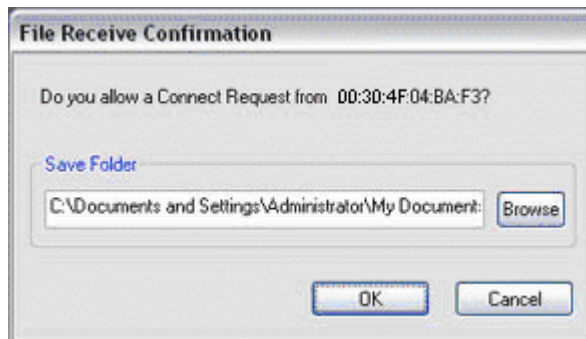 File Receive Confirmation
Do you allow a Connect Request from 00:30:4F:04:BA:F3?
Save Folder
C:\Documents and Settings\Administrator\My Document:
Browse
OK
Cancel